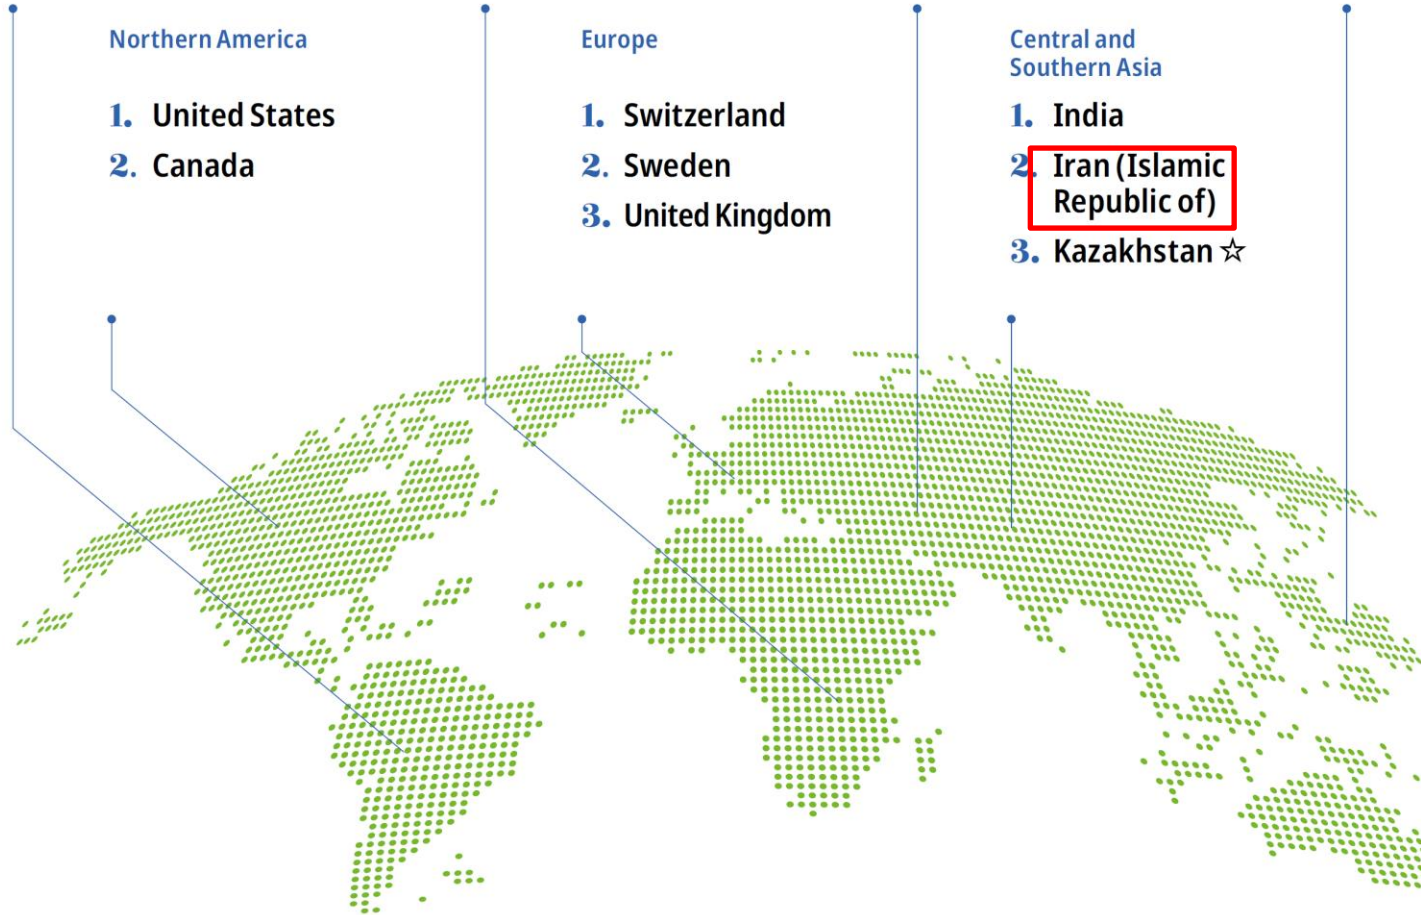 Northern America
1. United States
2. Canada
Europe
1. Switzerland
2. Sweden
3. United Kingdom
Central and
Southern Asia
1. India
2. Iran (Islamic
Republic of)
3. Kazakhstan ☆